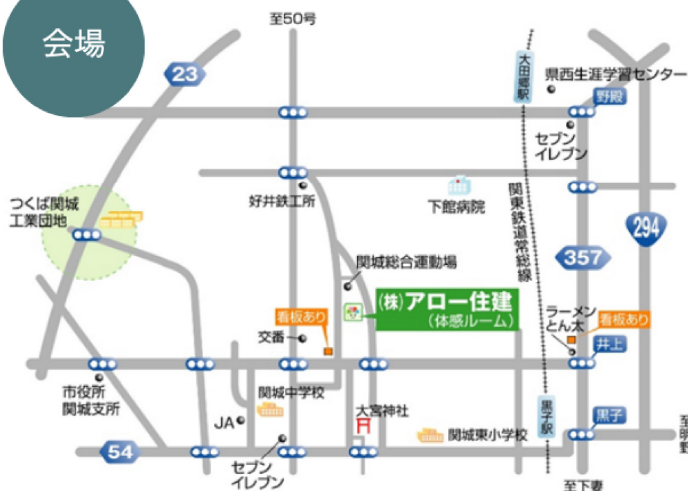 会場
至50号
23
大田郷駅
県西生涯学習センター
野殿
セブン
イレブン
つくば関城
工業団地
好井鉄工所
下館病院
関東鉄道常総線
294
357
関城総合運動場
(株)アロー住建
(体感ルーム)
看板あり
交番
ラーメン
とん太
看板あり
井上
市役所
関城支所
関城中学校
JA
大宮神社
黒子駅
黒子
関城東小学校
54
セブン
イレブン
至下妻
至明野